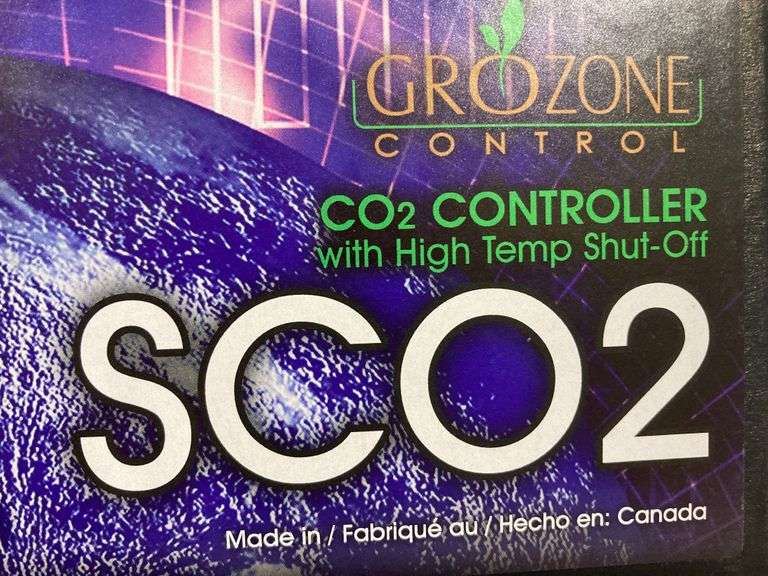 GROZONE
CONTROL
CO2 CONTROLLER
with High Temp Shut-Off
SCO2
Made in / Fabriqué au / Hecho en: Canada